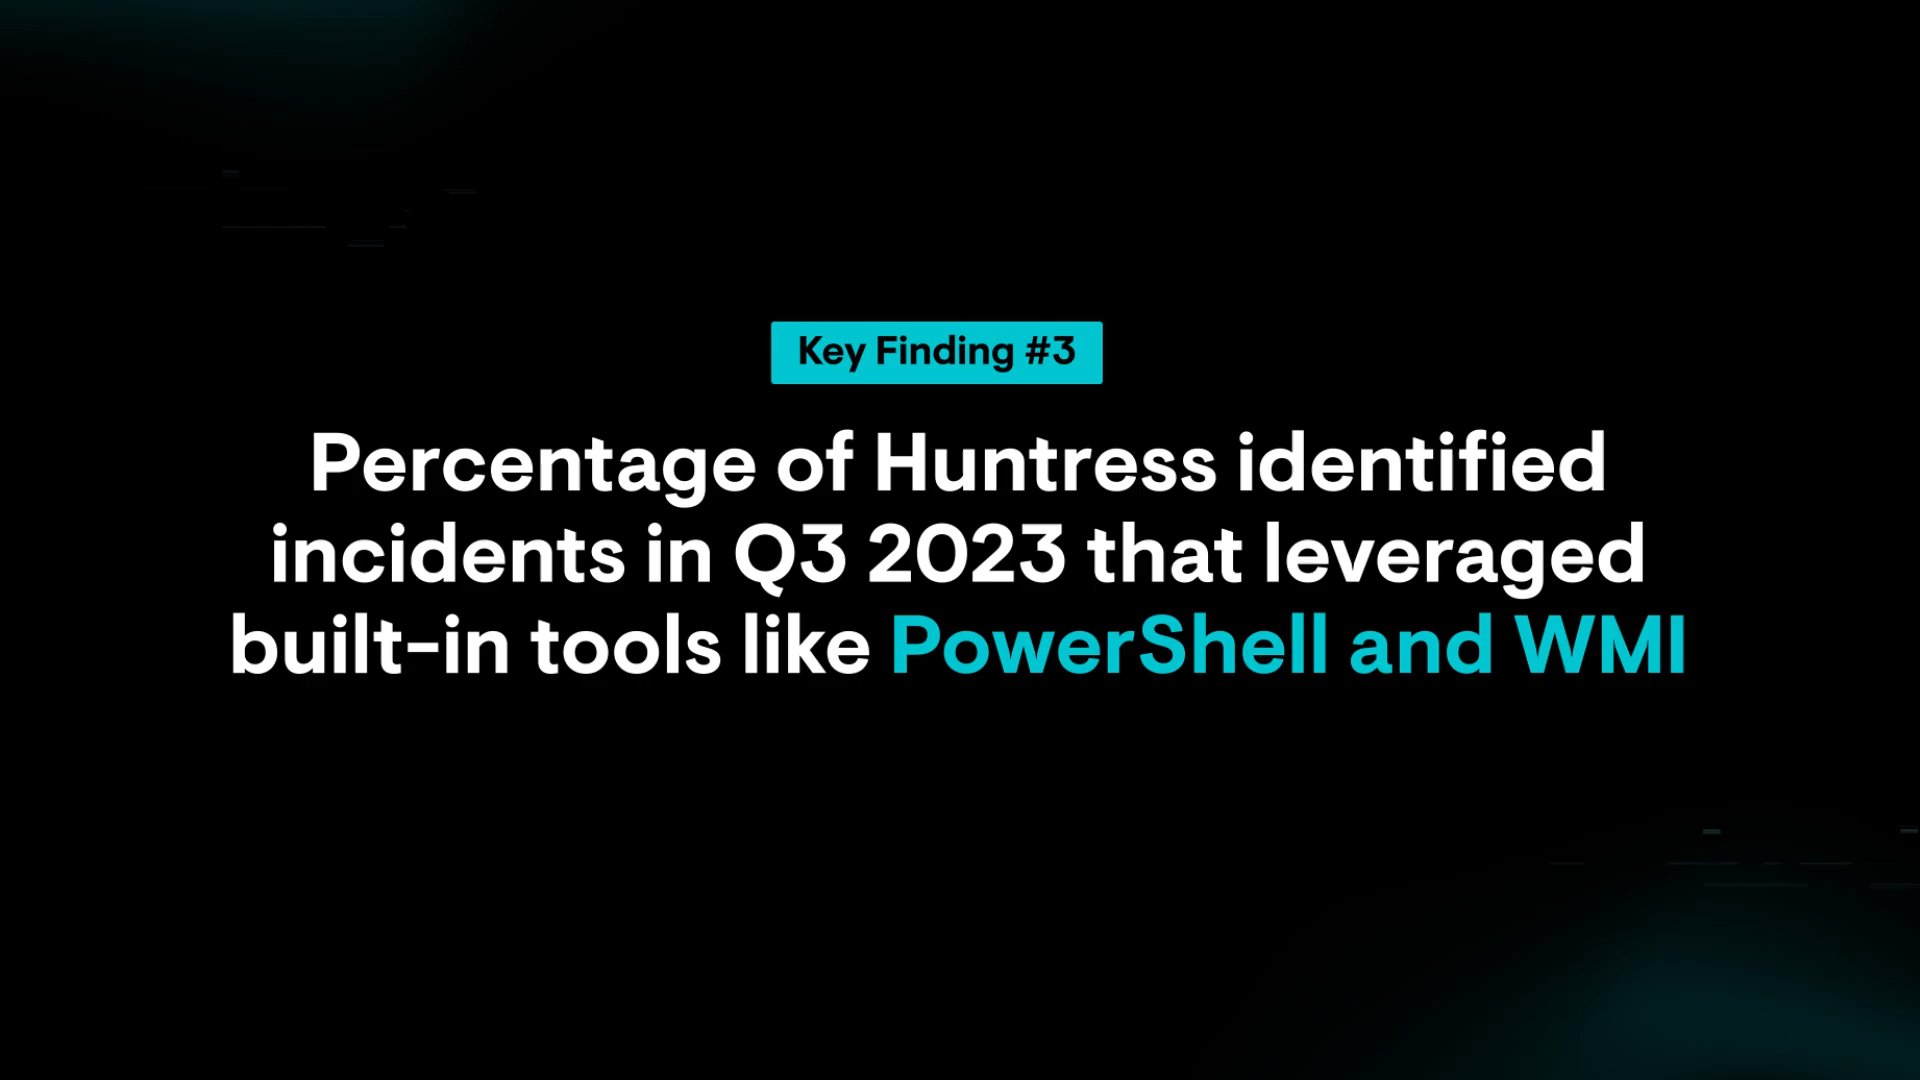 Key Finding #3
Percentage of Huntress identified
incidents in Q3 2023 that leveraged
built-in tools like PowerShell and WMI